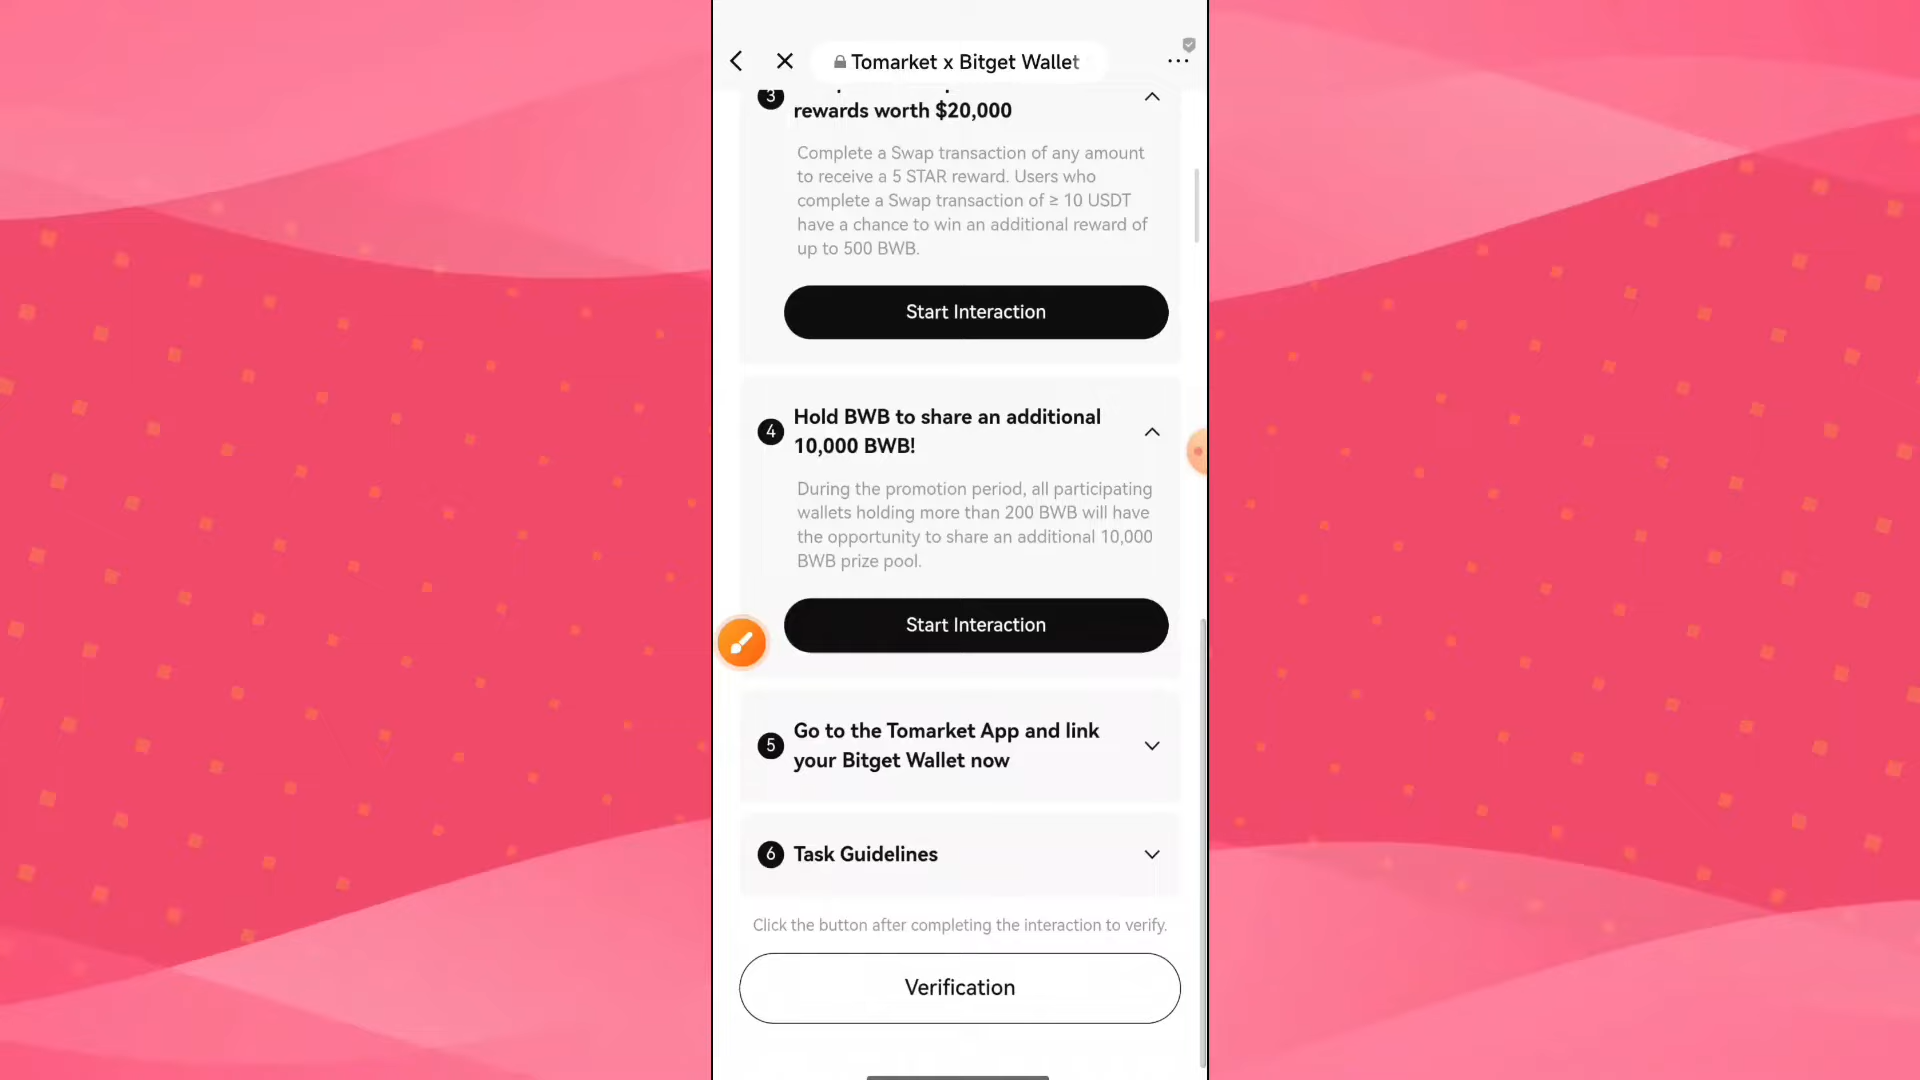 Tomarket x Bitget Wallet
3
rewards worth $20,000
Complete a Swap transaction of any amount
to receive a 5 STAR reward. Users who
complete a Swap transaction of ≥ 10 USDT
have a chance to win an additional reward of
up to 500 BWB.
Start Interaction
4
Hold BWB to share an additional
10,000 BWB!
During the promotion period, all participating
wallets holding more than 200 BWB will have
the opportunity to share an additional 10,000
BWB prize pool.
Start Interaction
5
Go to the Tomarket App and link
your Bitget Wallet now
6 Task Guidelines
Click the button after completing the interaction to verify.
Verification